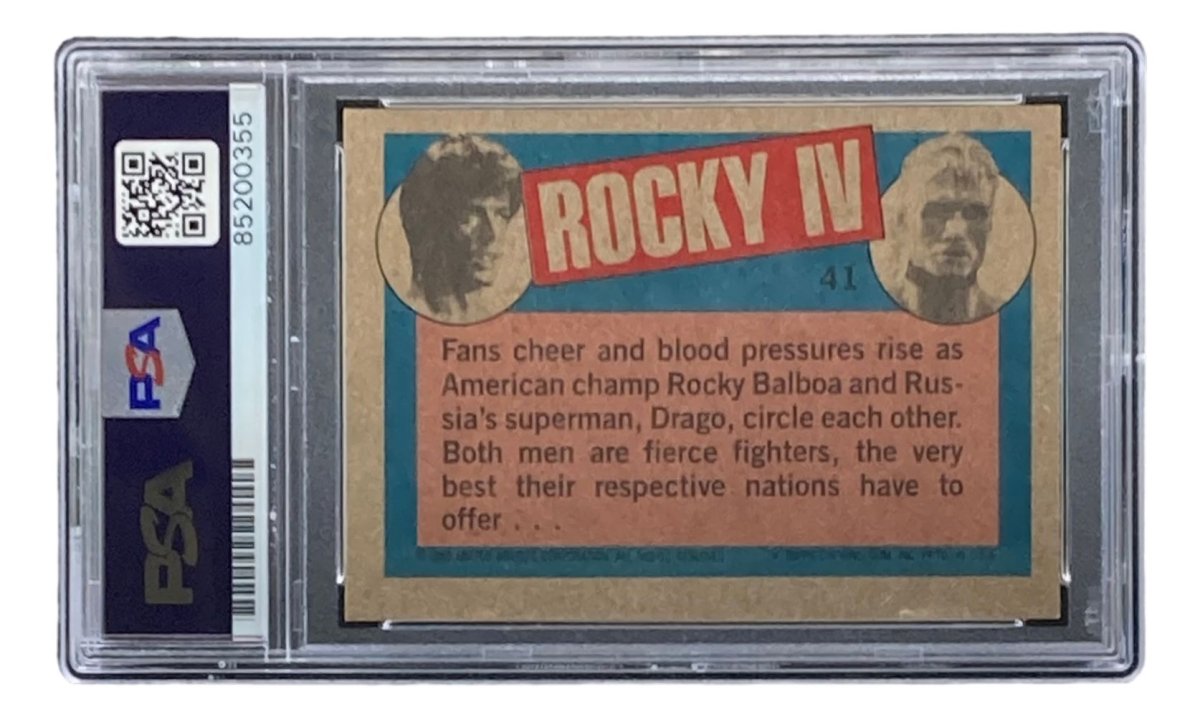 ROCKY IV
41
Fans cheer and blood pressures rise as
American champ Rocky Balboa and Rus-
sia's superman, Drago, circle each other.
Both men are fierce fighters, the very
best their respective nations have to
offer . . .
85200355
PSA
PSA